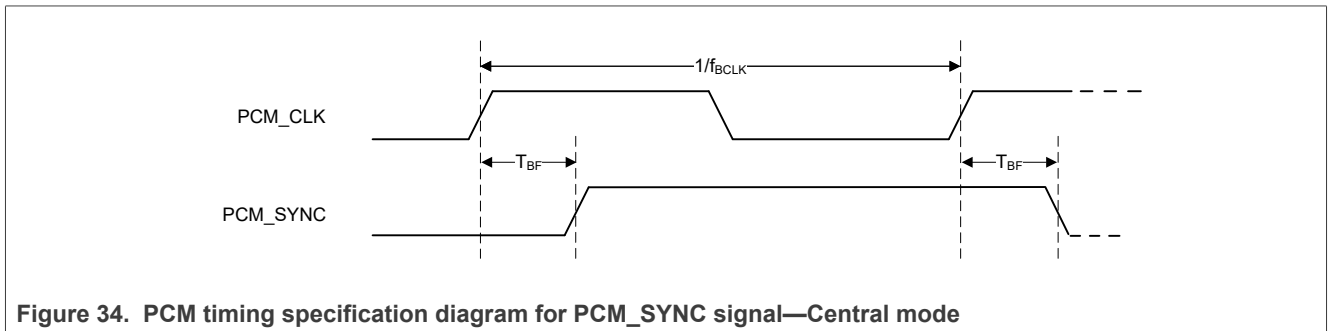 1/fBCLK
PCM_CLK
TBF
TBF
PCM_SYNC
Figure 34. PCM timing specification diagram for PCM_SYNC signal—Central mode